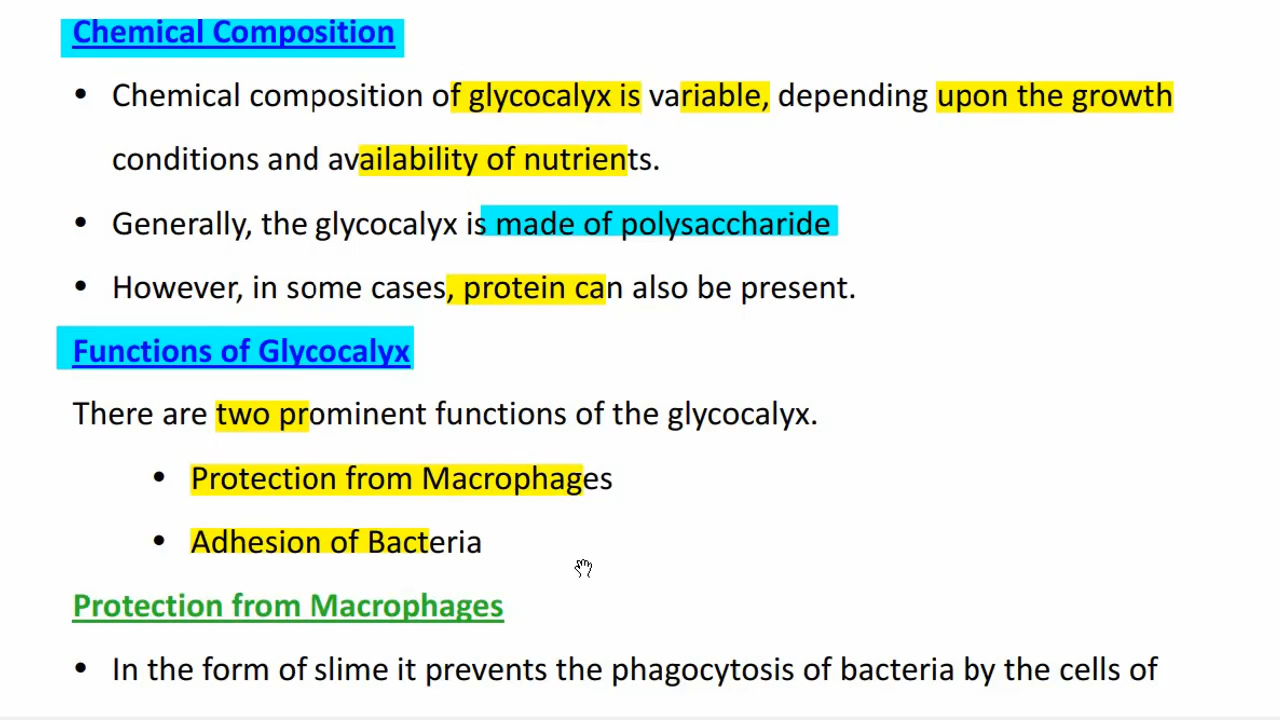 Chemical Composition
• Chemical composition of glycocalyx is variable, depending upon the growth
conditions and availability of nutrients.
• Generally, the glycocalyx is made of polysaccharide
• However, in some cases, protein can also be present.
Functions of Glycocalyx
There are two prominent functions of the glycocalyx.
• Protection from Macrophages
• Adhesion of Bacteria
Protection from Macrophages
• In the form of slime it prevents the phagocytosis of bacteria by the cells of